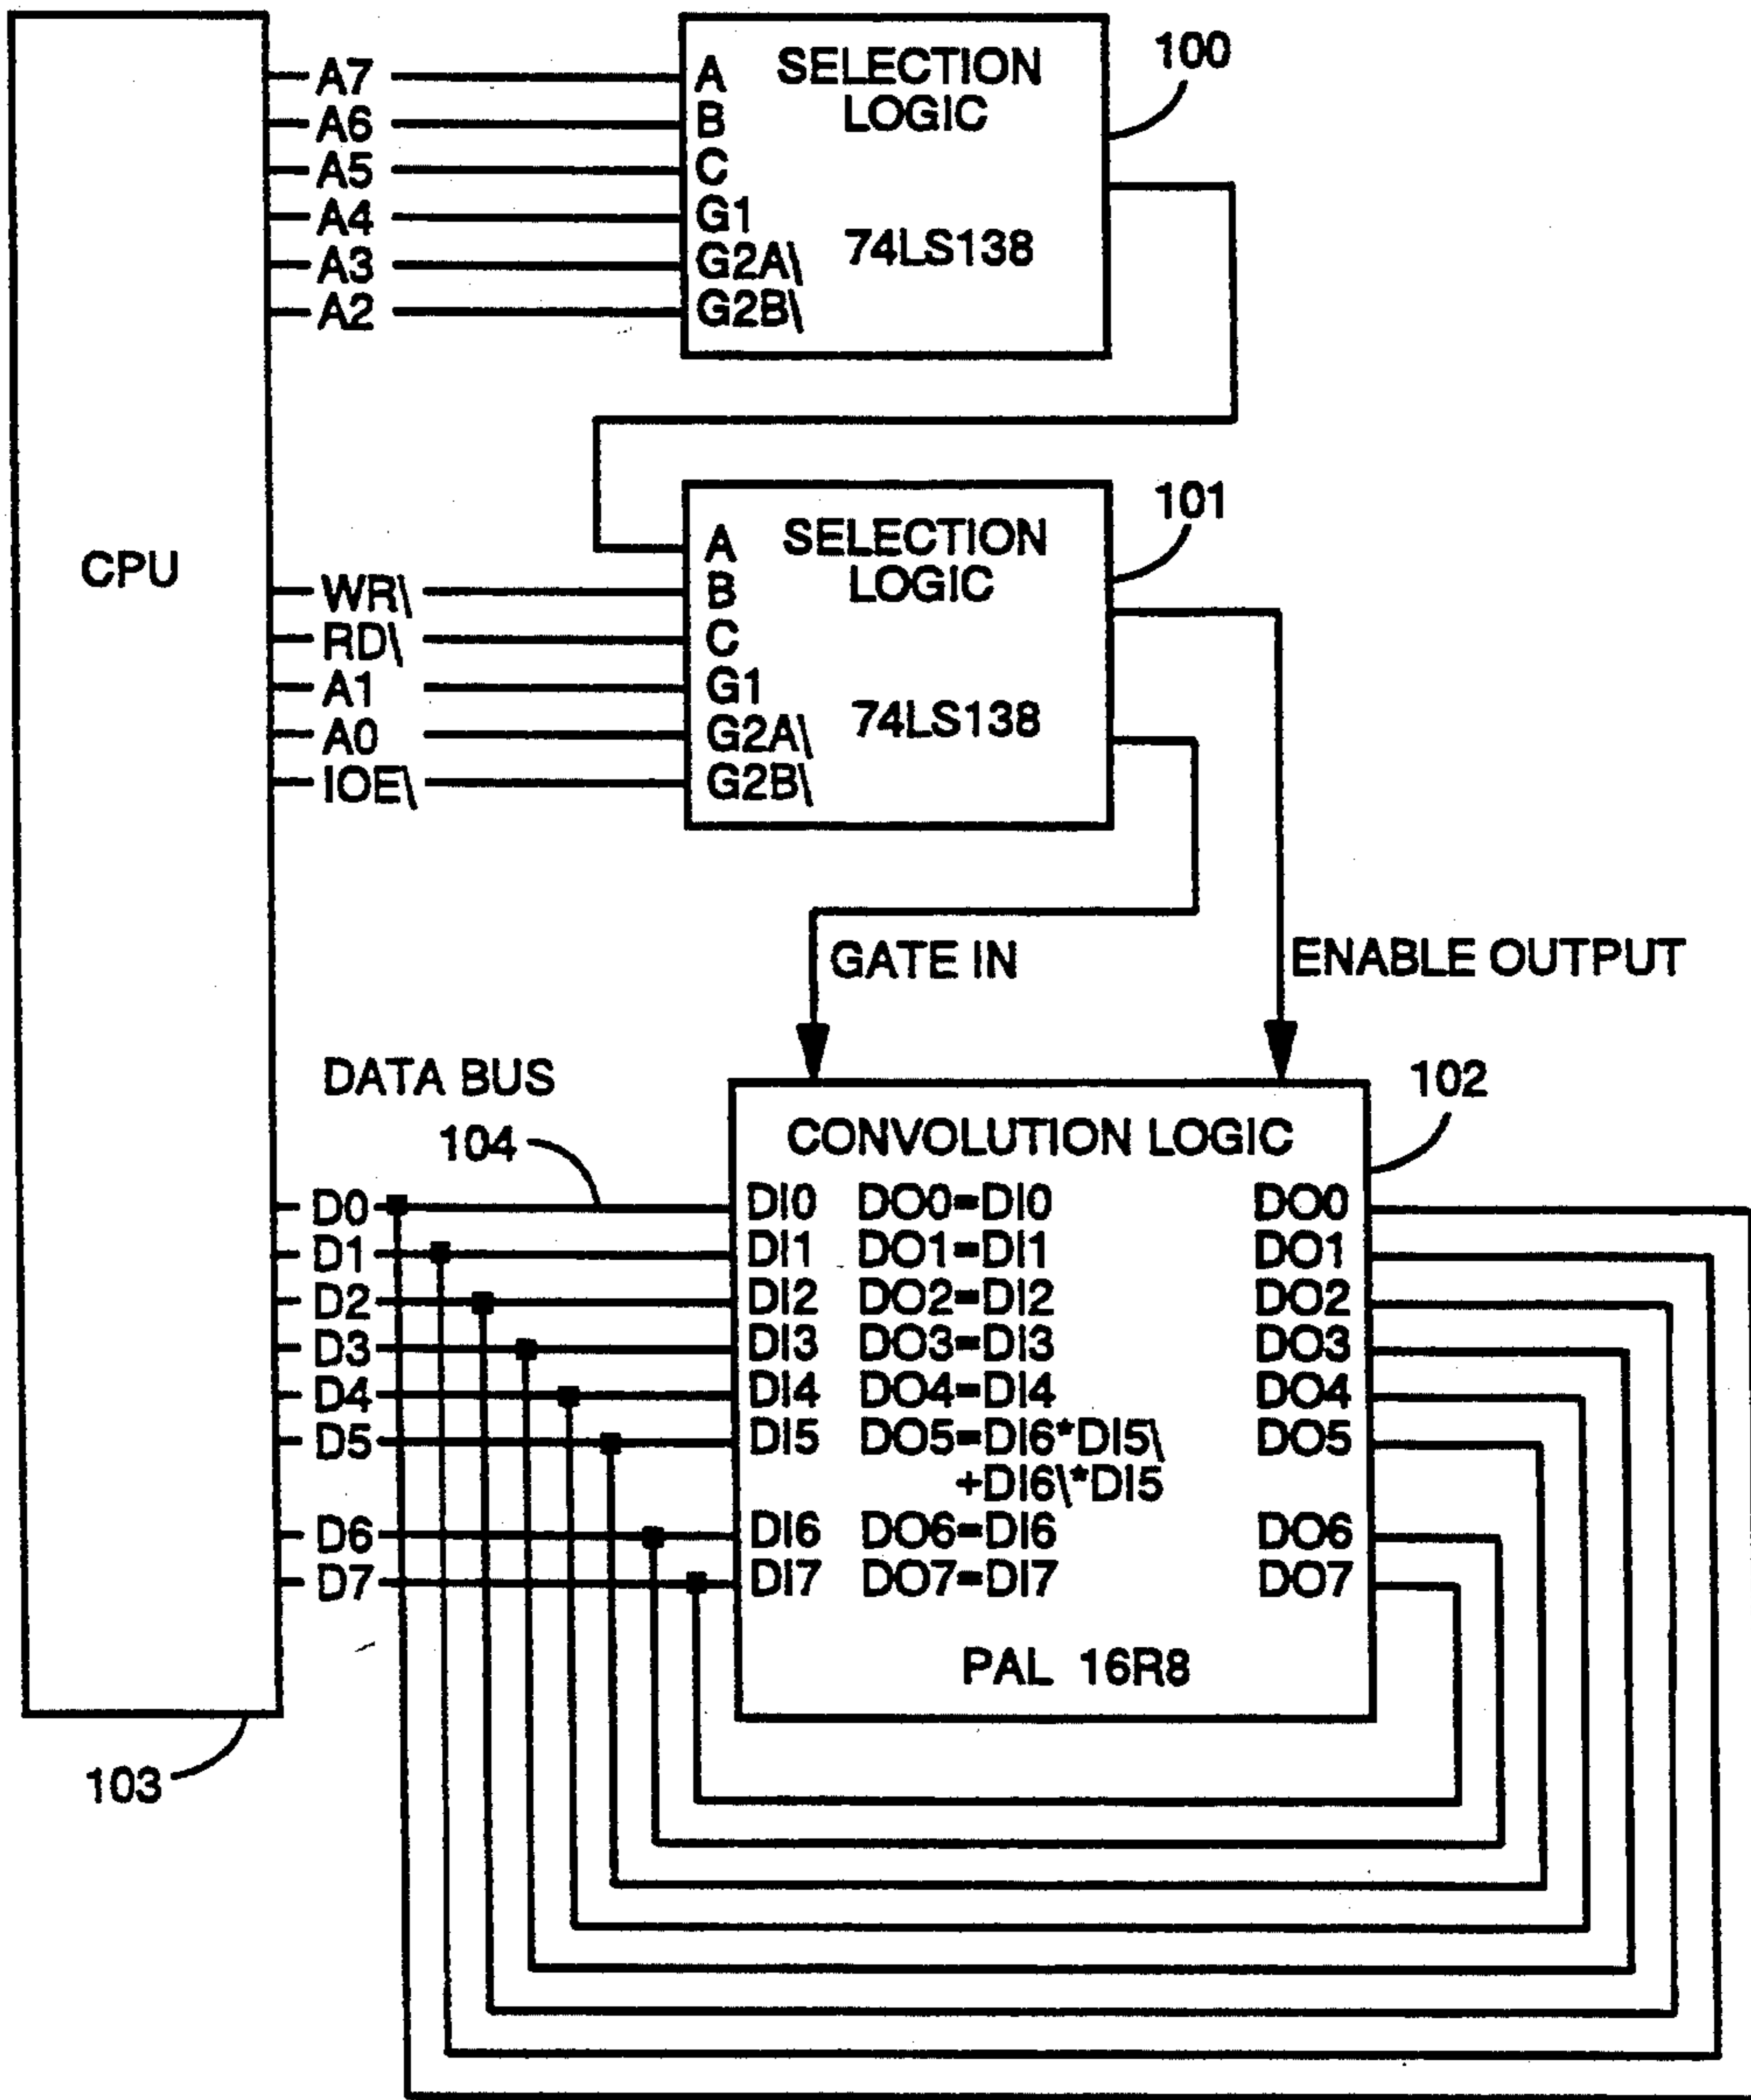 A7 A SELECTION 100
A6 B LOGIC
A5 C
A4 G1
A3 G2A\ 74LS138
A2 G2B\
101
A SELECTION
CPU
WR\ B LOGIC
RD\ C
A1 G1
A0 G2A\ 74LS138
IOE\ G2B\
GATE IN ENABLE OUTPUT
DATA BUS
102
104 CONVOLUTION LOGIC
D0 DI0 DO0=DI0 DO0
D1 DI1 DO1=DI1 DO1
D2 DI2 DO2=DI2 DO2
D3 DI3 DO3=DI3 DO3
D4 DI4 DO4=DI4 DO4
D5 DI5 DO5=DI6*DI5\ DO5
+DI6\*DI5
D6 DI6 DO6=DI6 DO6
D7 DI7 DO7=DI7 DO7
PAL 16R8
103